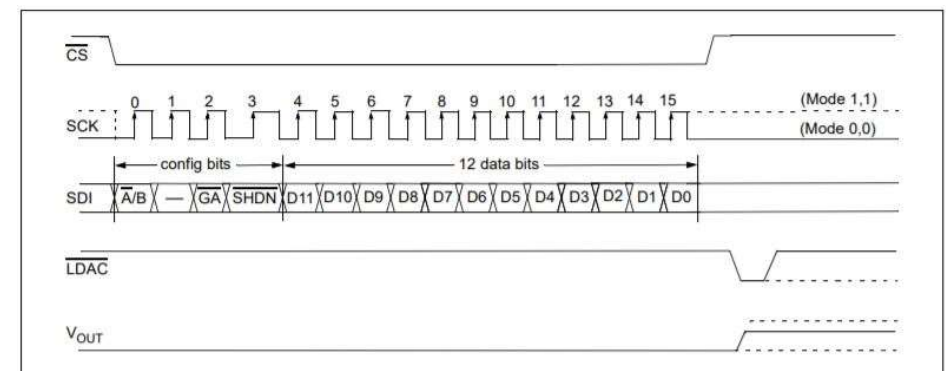 CS
0 1 2 3 4 5 6 7 8 9 10 11 12 13 14 15 (Mode 1,1)
SCK (Mode 0,0)
config bits 12 data bits
SDI A/B — GA SHDN D11 D10 D9 D8 D7 D6 D5 D4 D3 D2 D1 D0
LDAC
VOUT